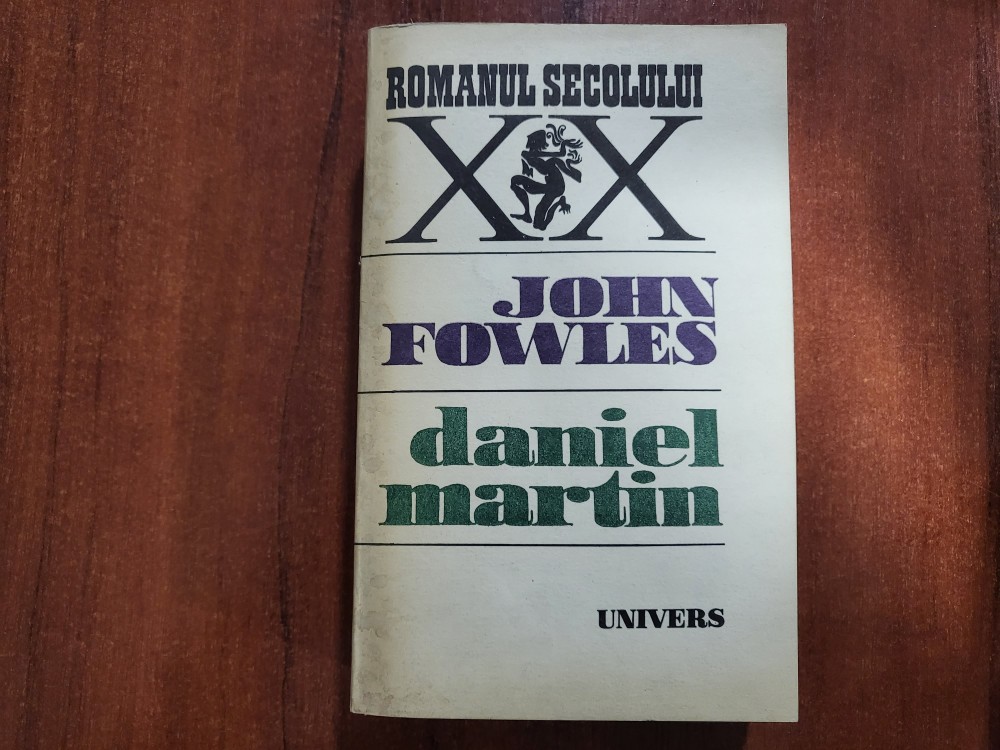 ROMANUL SECOLULUI
XX
JOHN
FOWLES
daniel
martin
UNIVERS